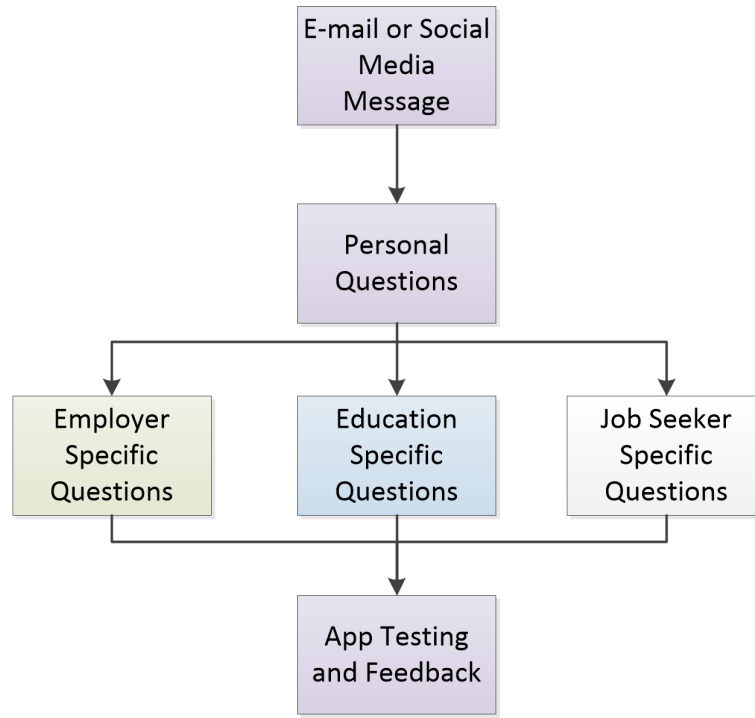 E-mail or Social
Media
Message
Personal
Questions
Employer
Specific
Questions
Education
Specific
Questions
Job Seeker
Specific
Questions
App Testing
and Feedback